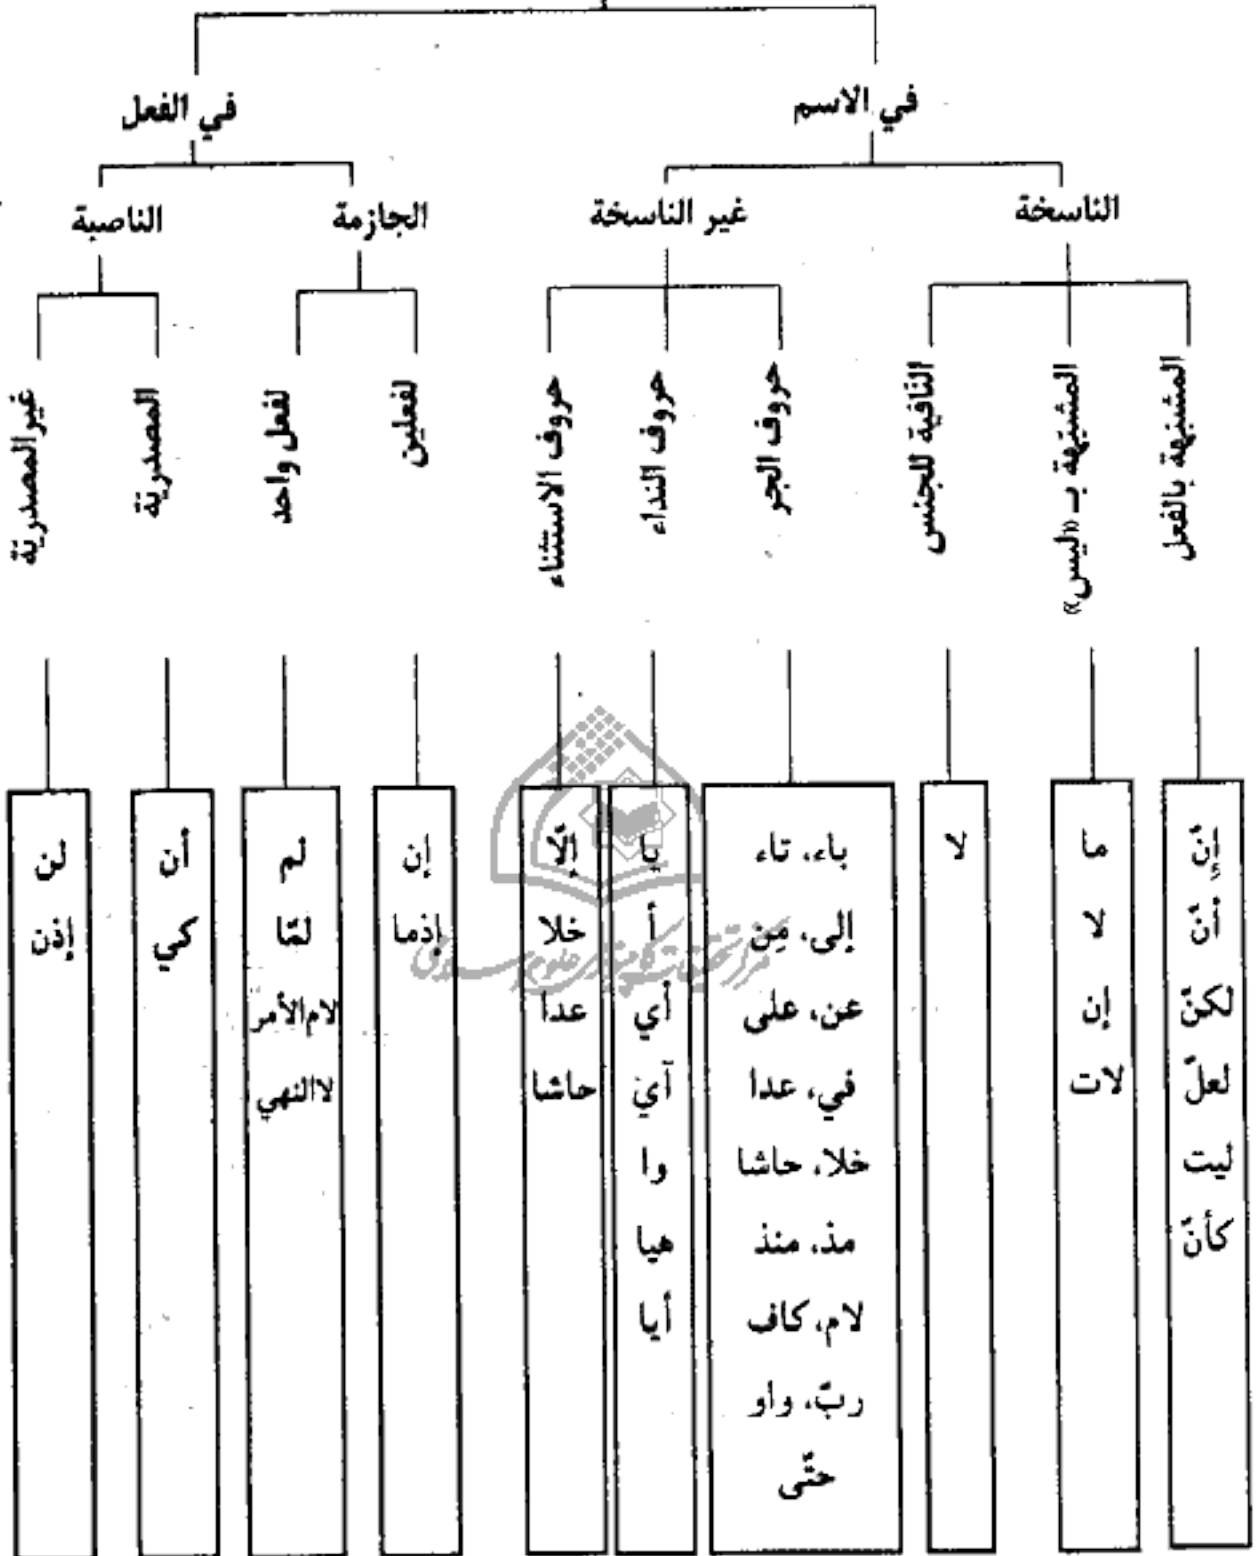 في الاسم
في الفعل
الناسخة
غير الناسخة
الجازمة
الناصبة
المشبهة بالفعل
المشبهة بـ «ليس»
النافية للجنس
حروف الجر
حروف النداء
حروف الاستثناء
لفعلين
لفعل واحد
المصدرية
غير المصدرية
إنّ
أنّ
لكنّ
لعلّ
ليت
كأنّ
ما
لا
إن
لات
لا
باء، تاء
إلى، مِن
عن، على
في، عدا
خلا، حاشا
مذ، منذ
لام، كاف
ربّ، واو
حتّى
يا
أ
أي
آي
وا
هيا
أيا
إلّا
خلا
عدا
حاشا
إن
إذما
لم
لمّا
لام الأمر
لا النهي
أن
كي
لن
إذن